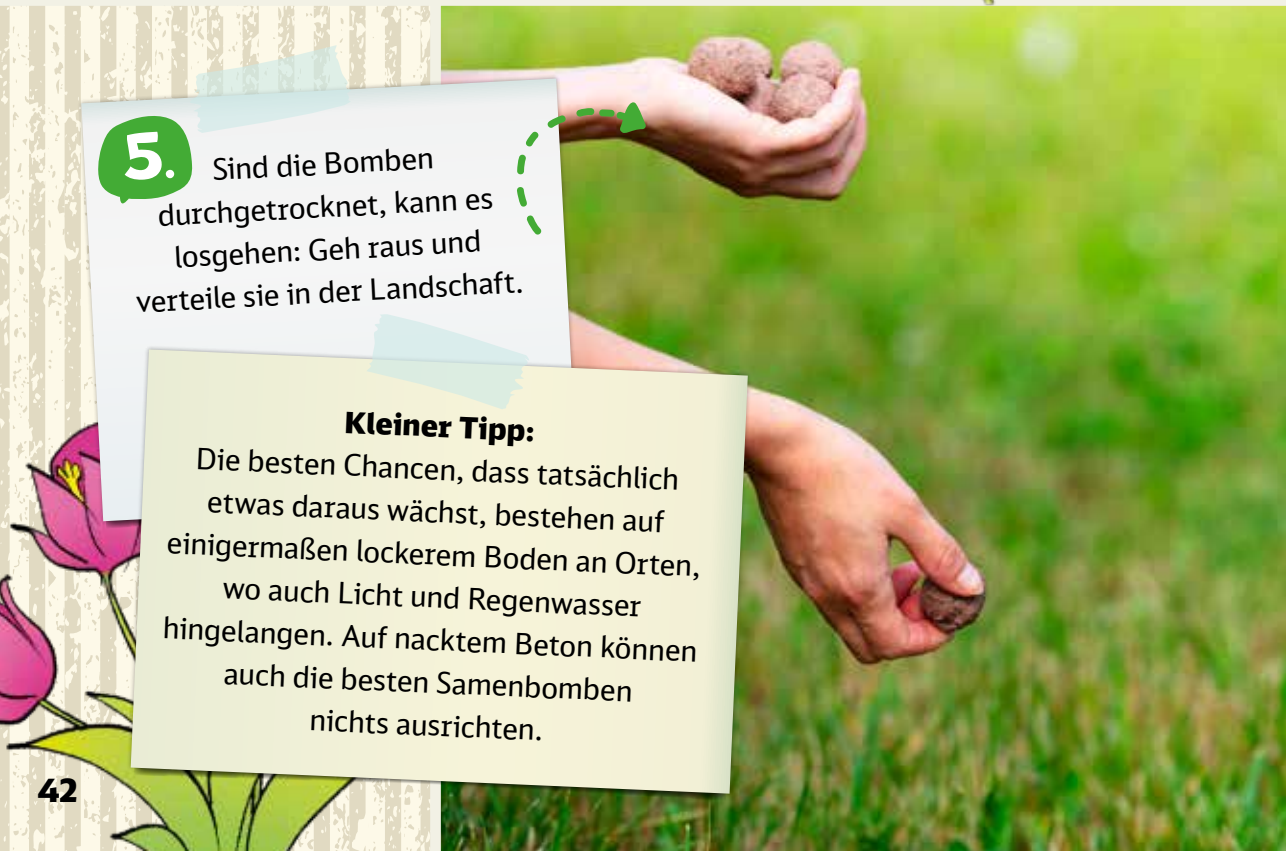 5.
Sind die Bomben
durchgetrocknet, kann es
losgehen: Geh raus und
verteile sie in der Landschaft.
Kleiner Tipp:
Die besten Chancen, dass tatsächlich
etwas daraus wächst, bestehen auf
einigermaßen lockerem Boden an Orten,
wo auch Licht und Regenwasser
hingelangen. Auf nacktem Beton können
auch die besten Samenbomben
nichts ausrichten.
42